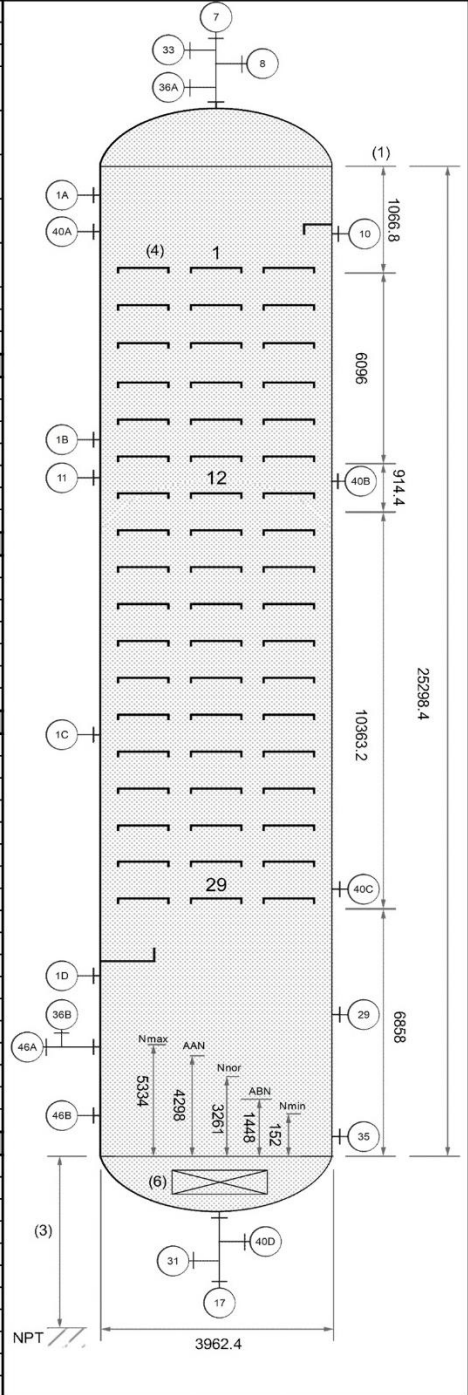 7
33
8
36A
(1)
1A
1066.8
40A
10
(4)
1
6096
1B
11
12
40B
914.4
25298.4
10363.2
1C
29
40C
1D
6858
36B
29
46A
Nmax
AAN
Nnor
ABN
Nmin
5334
4298
3261
1448
152
46B
35
(6)
(3)
40D
31
17
NPT
3962.4